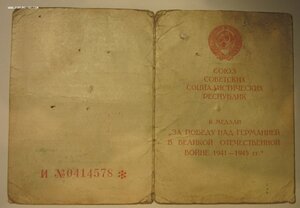 И №0414578 *
СОЮЗ
СОВЕТСКИХ
СОЦИАЛИСТИЧЕСКИХ
РЕСПУБЛИК
К МЕДАЛИ
„ЗА ПОБЕДУ НАД ГЕРМАНИЕЙ
В ВЕЛИКОЙ ОТЕЧЕСТВЕННОЙ
ВОЙНЕ 1941—1945 гг."